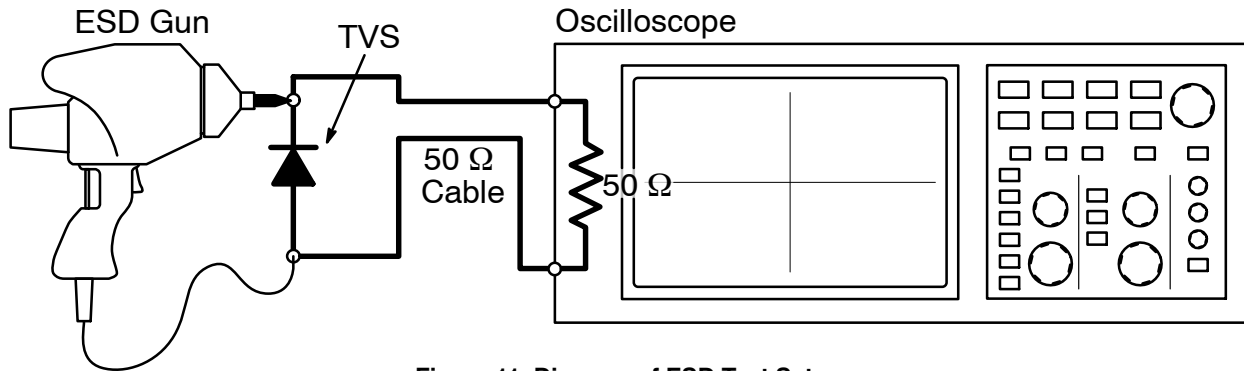 ESD Gun
Oscilloscope
TVS
50 Ω
Cable
50 Ω